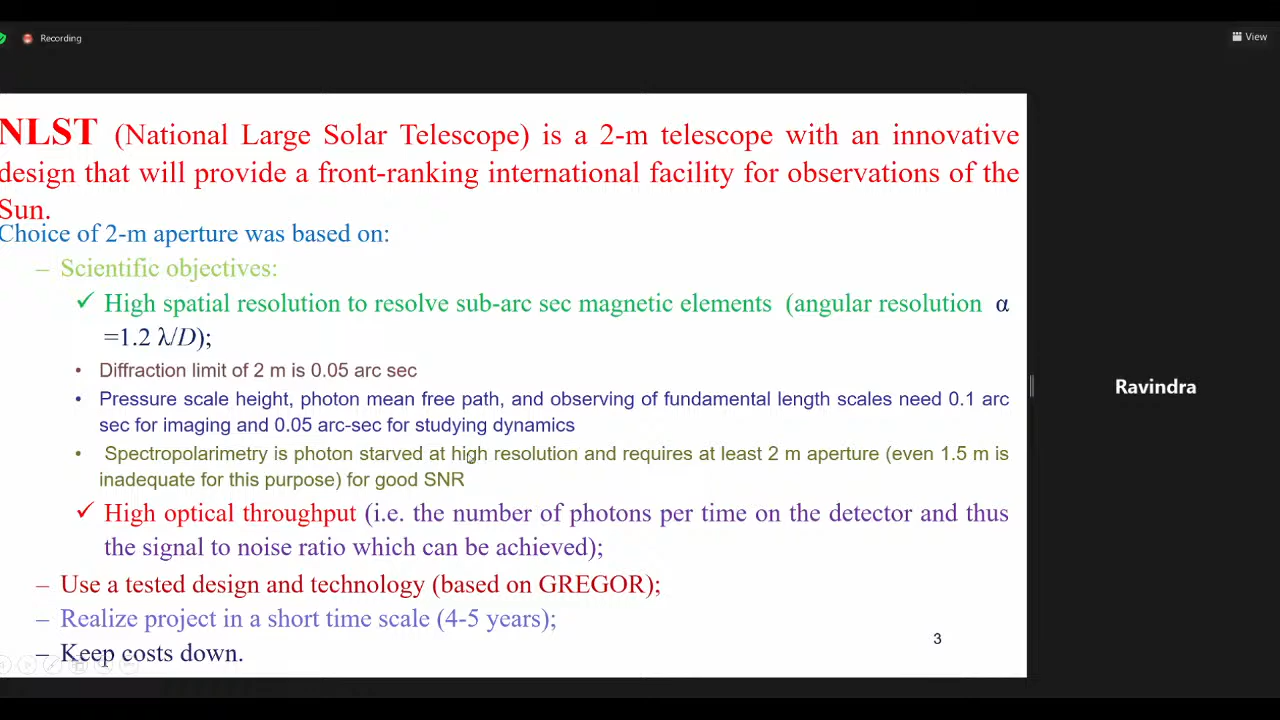 Recording
View
NLST (National Large Solar Telescope) is a 2-m telescope with an innovative
design that will provide a front-ranking international facility for observations of the
Sun.
Choice of 2-m aperture was based on:
– Scientific objectives:
✓ High spatial resolution to resolve sub-arc sec magnetic elements (angular resolution α
=1.2 λ/D);
• Diffraction limit of 2 m is 0.05 arc sec
• Pressure scale height, photon mean free path, and observing of fundamental length scales need 0.1 arc
sec for imaging and 0.05 arc-sec for studying dynamics
• Spectropolarimetry is photon starved at high resolution and requires at least 2 m aperture (even 1.5 m is
inadequate for this purpose) for good SNR
✓ High optical throughput (i.e. the number of photons per time on the detector and thus
the signal to noise ratio which can be achieved);
– Use a tested design and technology (based on GREGOR);
– Realize project in a short time scale (4-5 years);
– Keep costs down.
3
Ravindra